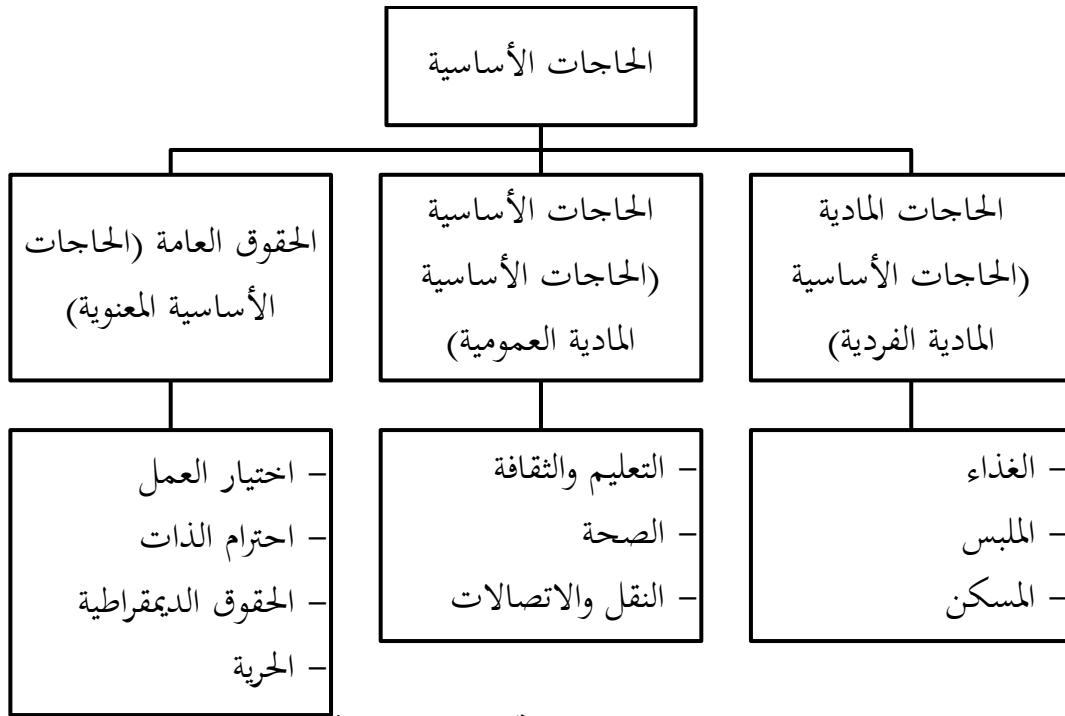 الحاجات الأساسية
الحاجات المادية
(الحاجات الأساسية
المادية الفردية)
الحاجات الأساسية
(الحاجات الأساسية
المادية العمومية)
الحقوق العامة (الحاجات
الأساسية المعنوية)
– الغذاء
– الملبس
– المسكن
– التعليم والثقافة
– الصحة
– النقل والاتصالات
– اختيار العمل
– احترام الذات
– الحقوق الديمقراطية
– الحرية